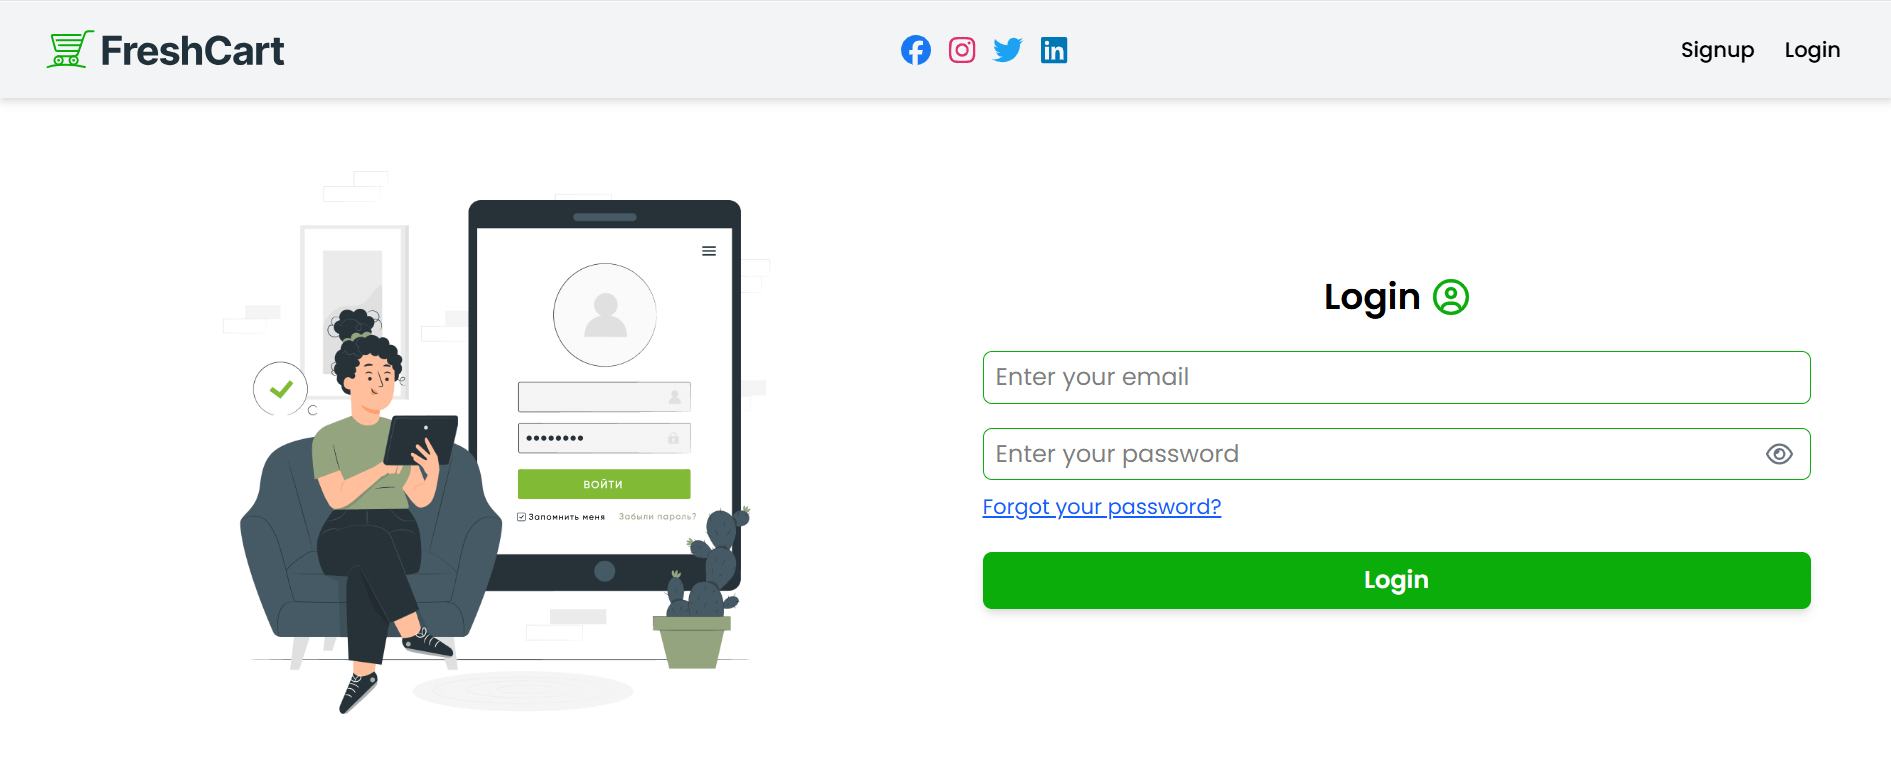 FreshCart
Signup Login
ВОЙТИ
Запомнить меня Забыли пароль?
Login
Enter your email
Enter your password
Forgot your password?
Login